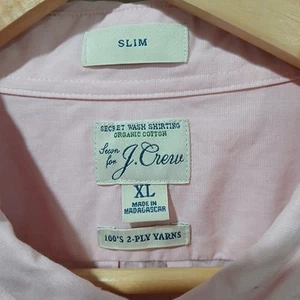 SLIM
SECRET WASH SHIRTING
ORGANIC COTTON
Sewn for J.Crew
XL
MADE IN
MADAGASCAR
100'S 2-PLY YARNS